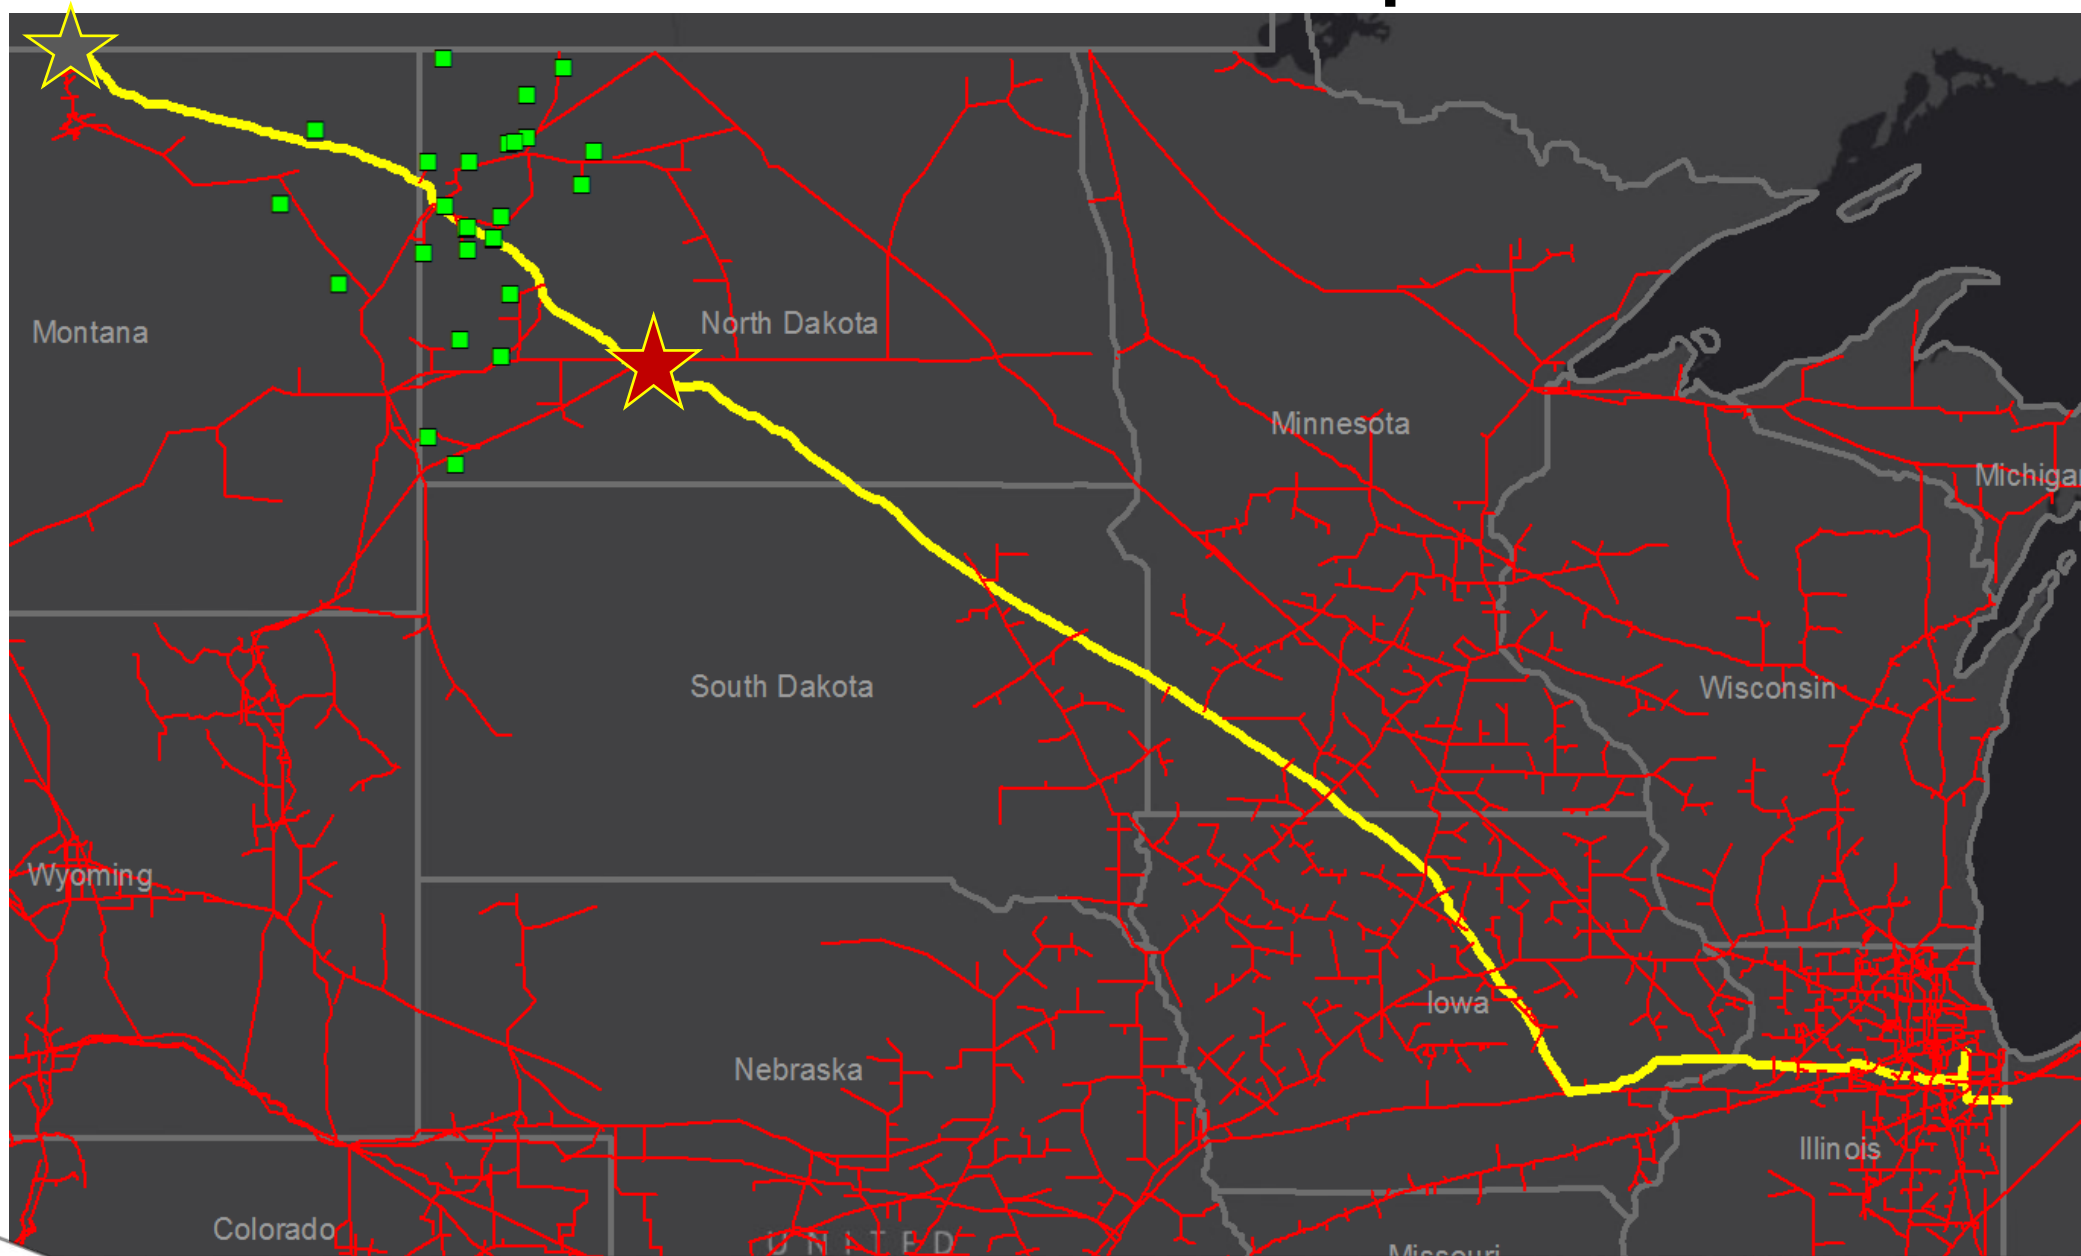 Montana
North Dakota
Minnesota
Michigan
South Dakota
Wisconsin
Wyoming
Iowa
Nebraska
Illinois
Colorado
UNITED
Missouri